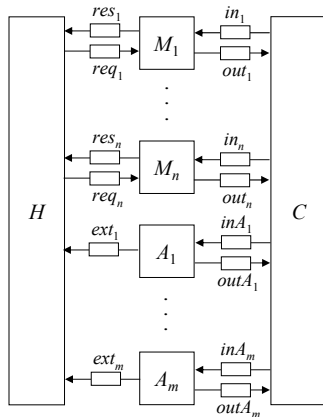 res₁ in₁
M₁
req₁ out₁
resₙ inₙ
Mₙ
reqₙ outₙ
H C
ext₁ inA₁
A₁
outA₁
extₘ inAₘ
Aₘ
outAₘ